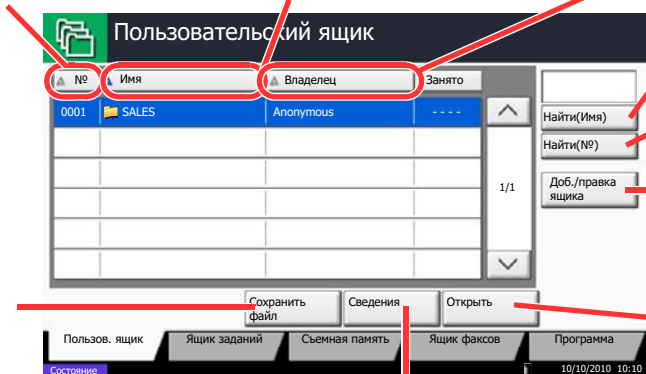 Пользовательский ящик
№ Имя Владелец Занято
0001 SALES Anonymous - - - -
Найти(Имя)
Найти(№)
1/1
Доб./правка
ящика
Сохранить
файл
Сведения
Открыть
Пользов. ящик Ящик заданий Съемная память Ящик факсов Программа
Состояние 10/10/2010 10:10